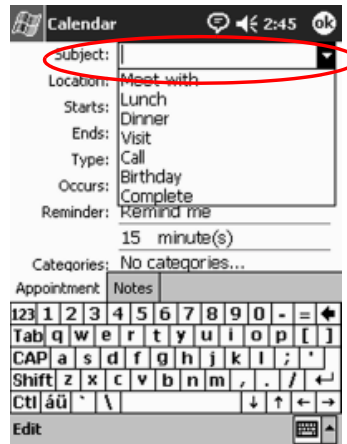 Calendar 2:45 ok
Subject:
Location: Meet with
Starts: Lunch
Dinner
Ends: Visit
Type: Call
Occurs: Birthday
Complete
Reminder: Remind me
15 minute(s)
Categories: No categories...
Appointment Notes
123 1 2 3 4 5 6 7 8 9 0 - = ←
Tab q w e r t y u i o p [ ]
CAP a s d f g h j k l ; '
Shift z x c v b n m , . / ↵
Ctl áü ` \ ↓ ↑ ← →
Edit